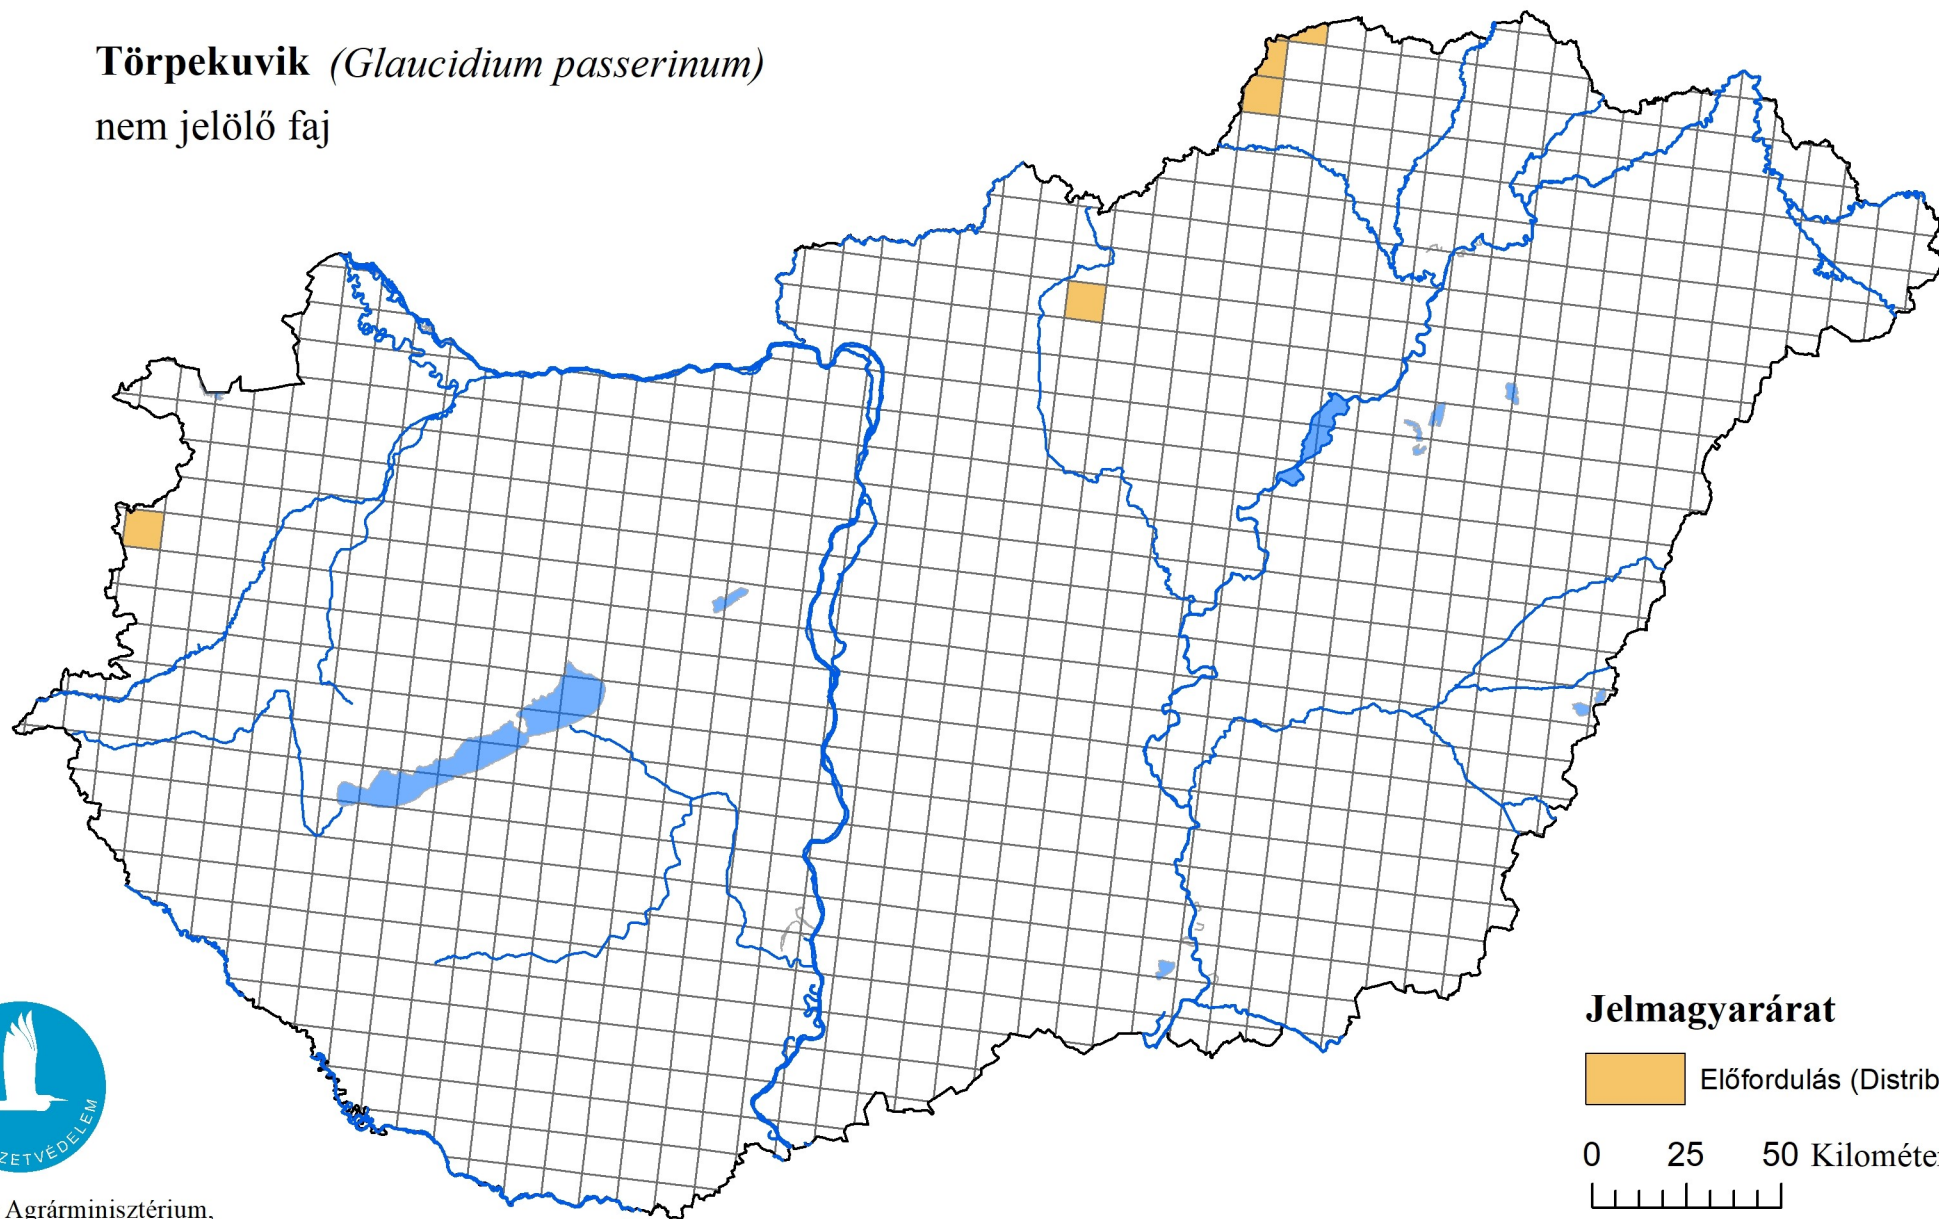 Törpekuvik (Glaucidium passerinum)
nem jelölő faj
Jelmagyarárat
Előfordulás (Distrib
0 25 50 Kilométe
ZETVÉDELEM
Agrárminisztérium,